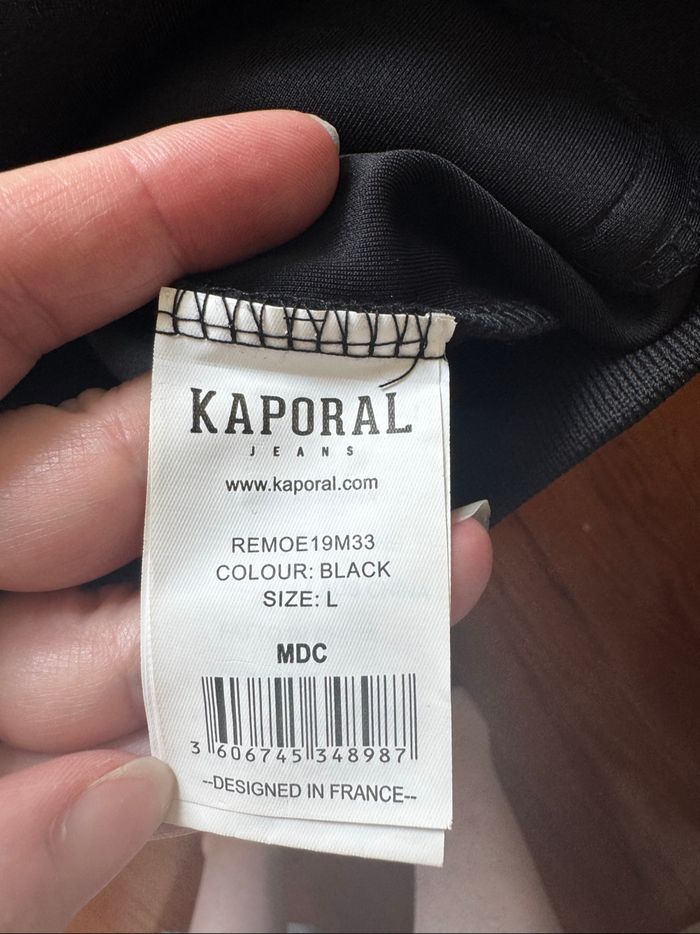 KAPORAL
JEANS
www.kaporal.com
REMOE19M33
COLOUR: BLACK
SIZE: L
MDC
3 606745 348987
--DESIGNED IN FRANCE--